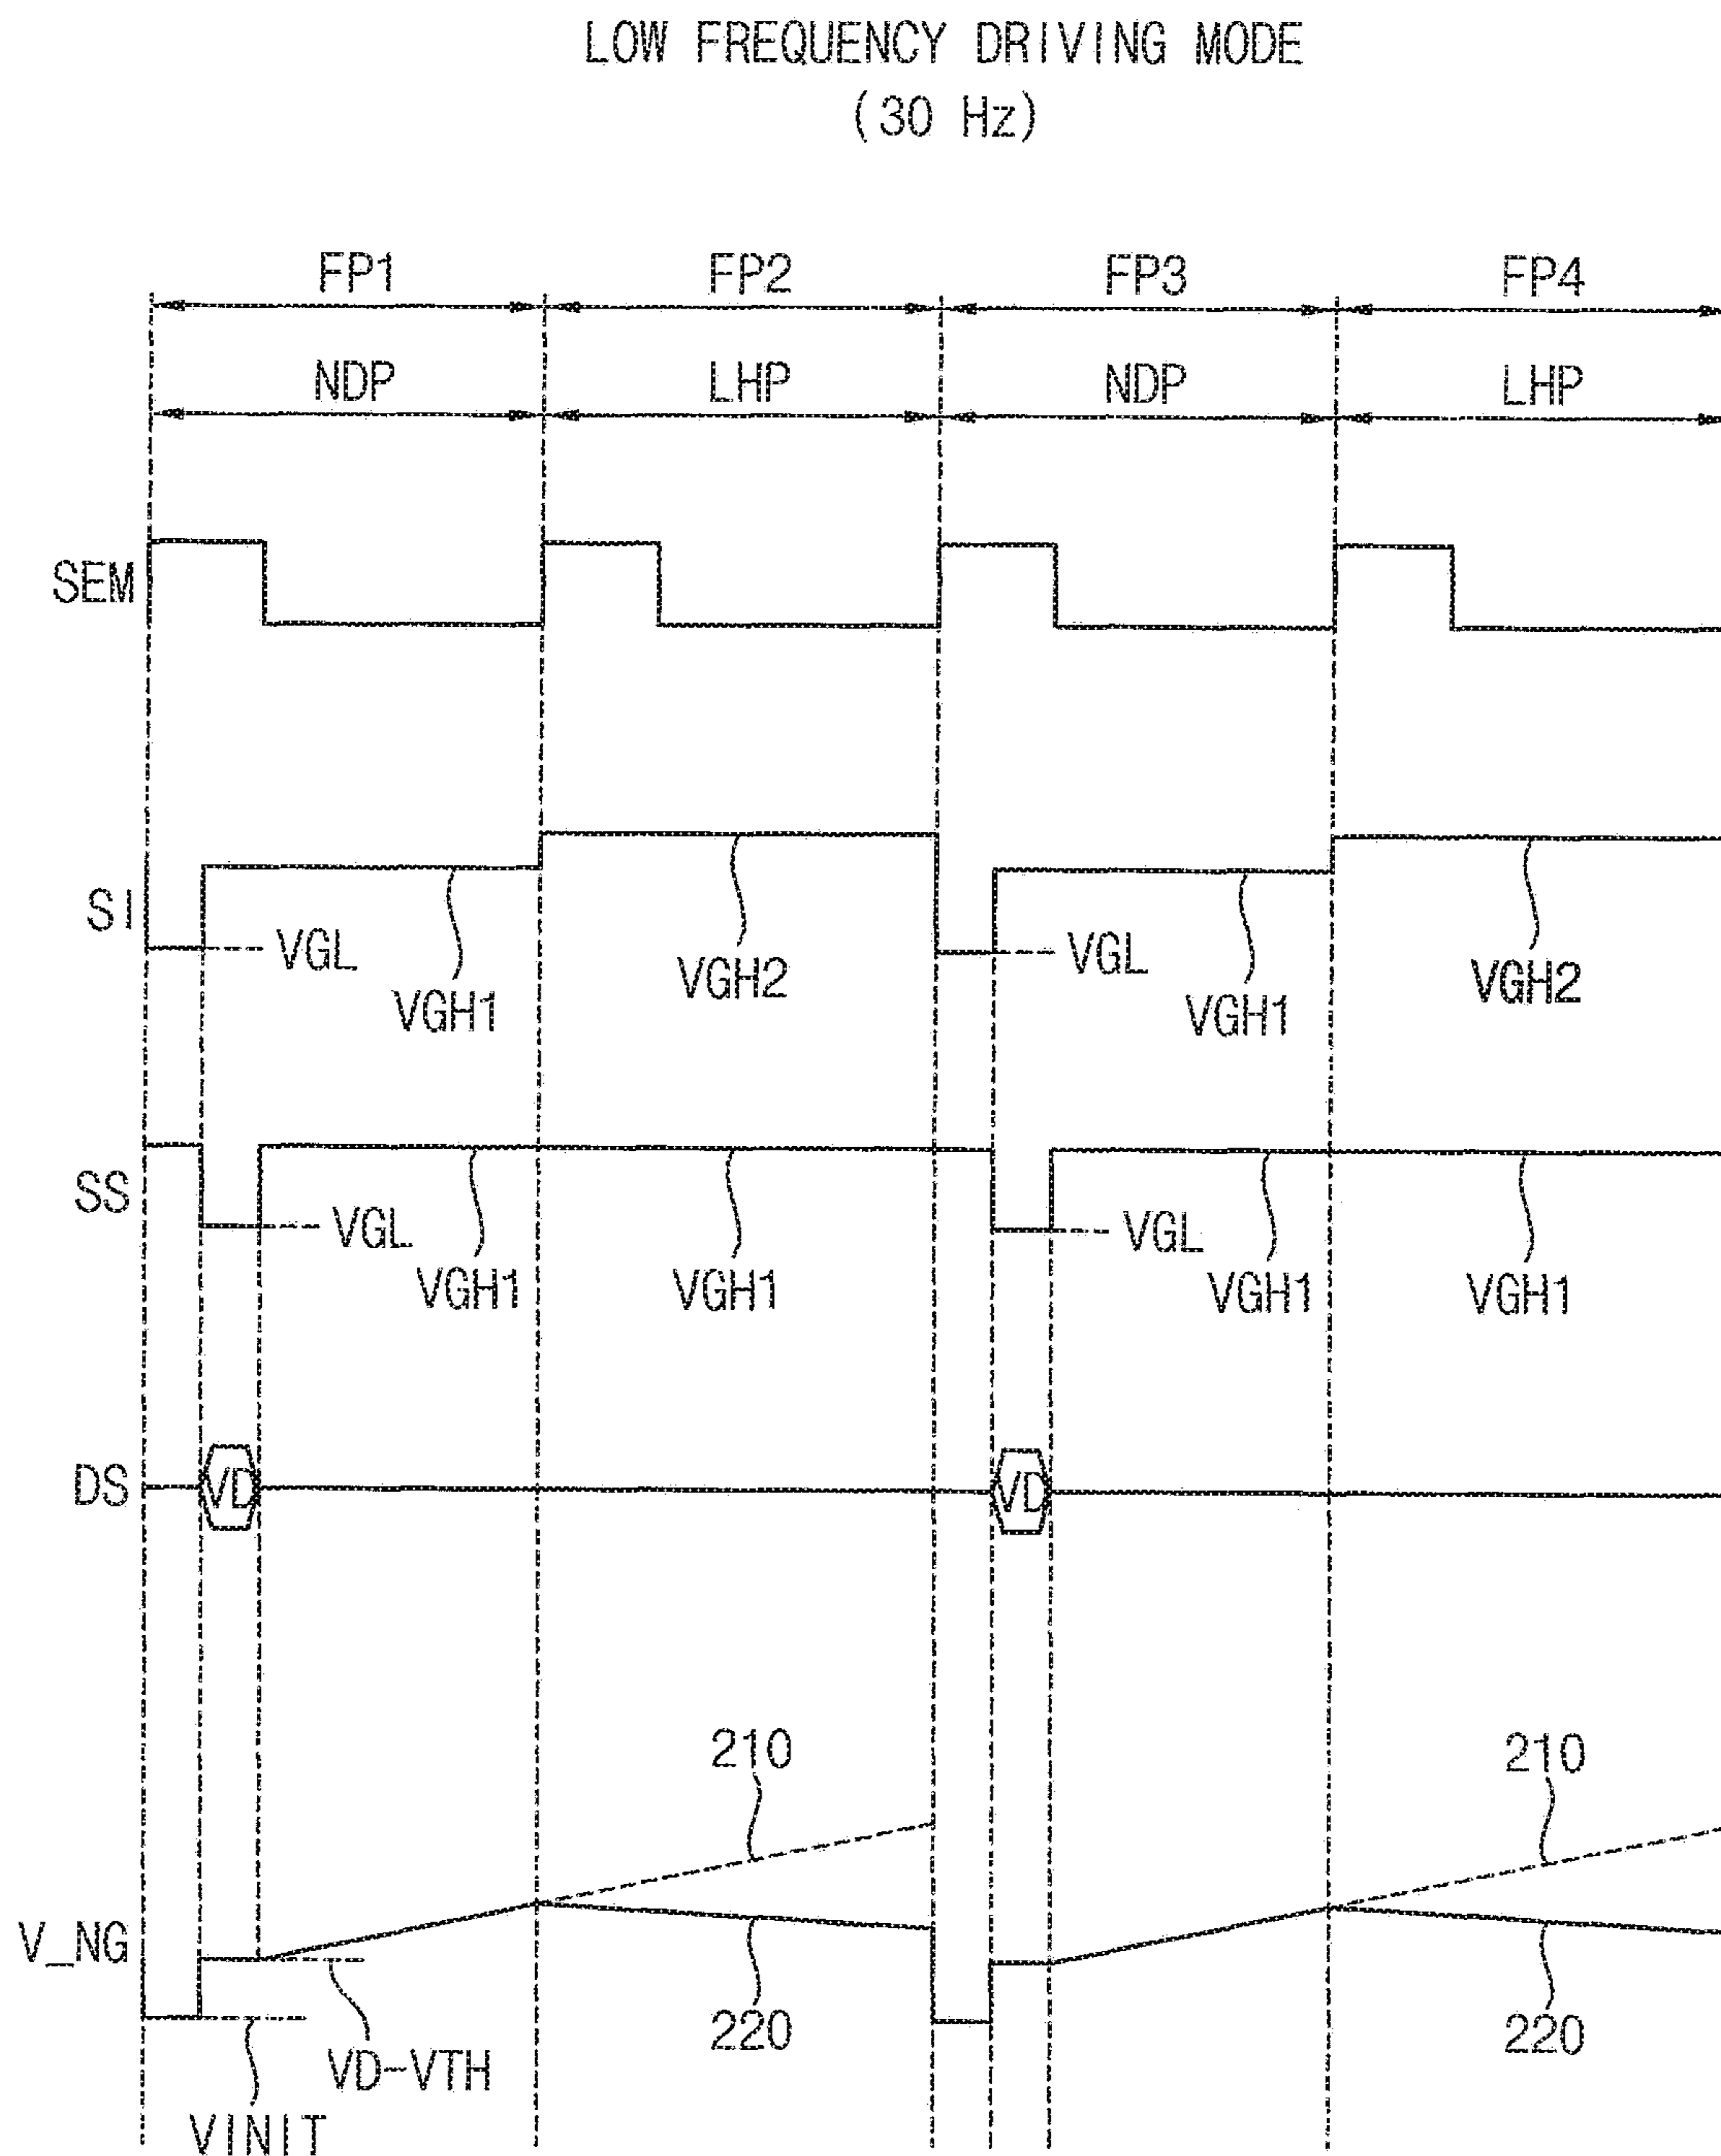 LOW FREQUENCY DRIVING MODE
(30 Hz)
FP1 FP2 FP3 FP4
NDP LHP NDP LHP
SEM
SI VGL VGH1 VGH2 VGL VGH1 VGH2
SS VGL VGH1 VGH1 VGL VGH1 VGH1
DS VD VD
210 210
V_NG
220 220
VD-VTH
VINIT